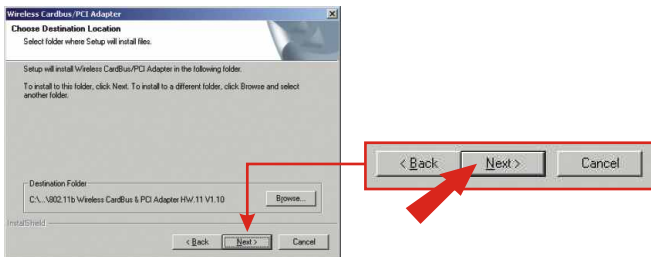 Wireless Cardbus/PCI Adapter
Choose Destination Location
Select folder where Setup will install files.
Setup will install Wireless CardBus/PCI Adapter in the following folder.
To install to this folder, click Next. To install to a different folder, click Browse and select
another folder.
Destination Folder
C:\...\802.11b Wireless CardBus & PCI Adapter HW.11 V1.10
Browse...
InstallShield
< Back Next > Cancel
< Back Next > Cancel